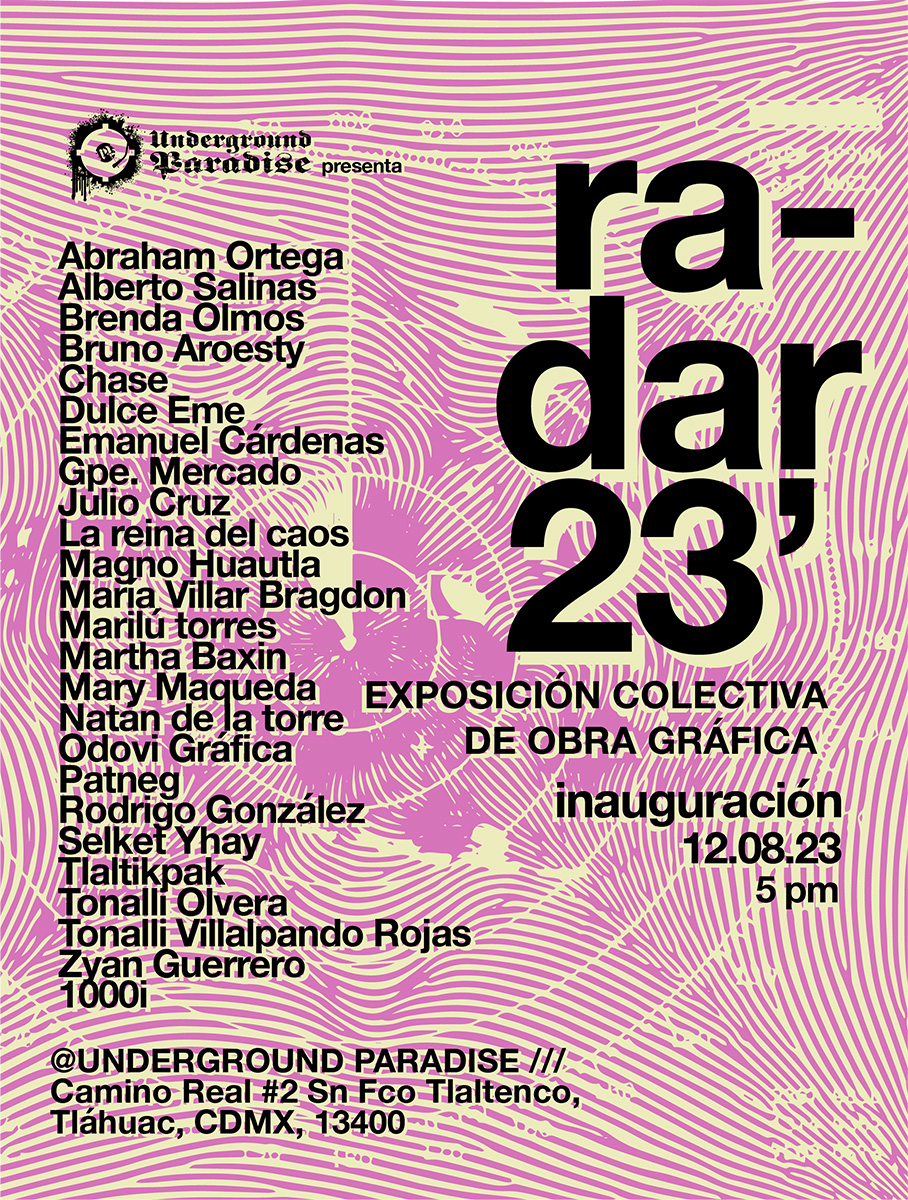 Underground
Paradise presenta
ra-
dar
23'
Abraham Ortega
Alberto Salinas
Brenda Olmos
Bruno Aroesty
Chase
Dulce Eme
Emanuel Cárdenas
Gpe. Mercado
Julio Cruz
La reina del caos
Magno Huautla
María Villar Bragdon
Marilú torres
Martha Baxin
Mary Maqueda
Natán de la torre
Odovi Gráfica
Patneg
Rodrigo González
Selket Yhay
Tlaltikpak
Tonalli Olvera
Tonalli Villalpando Rojas
Zyan Guerrero
1000i
EXPOSICIÓN COLECTIVA
DE OBRA GRÁFICA
inauguración
12.08.23
5 pm
@UNDERGROUND PARADISE ///
Camino Real #2 Sn Fco Tlaltenco,
Tláhuac, CDMX, 13400